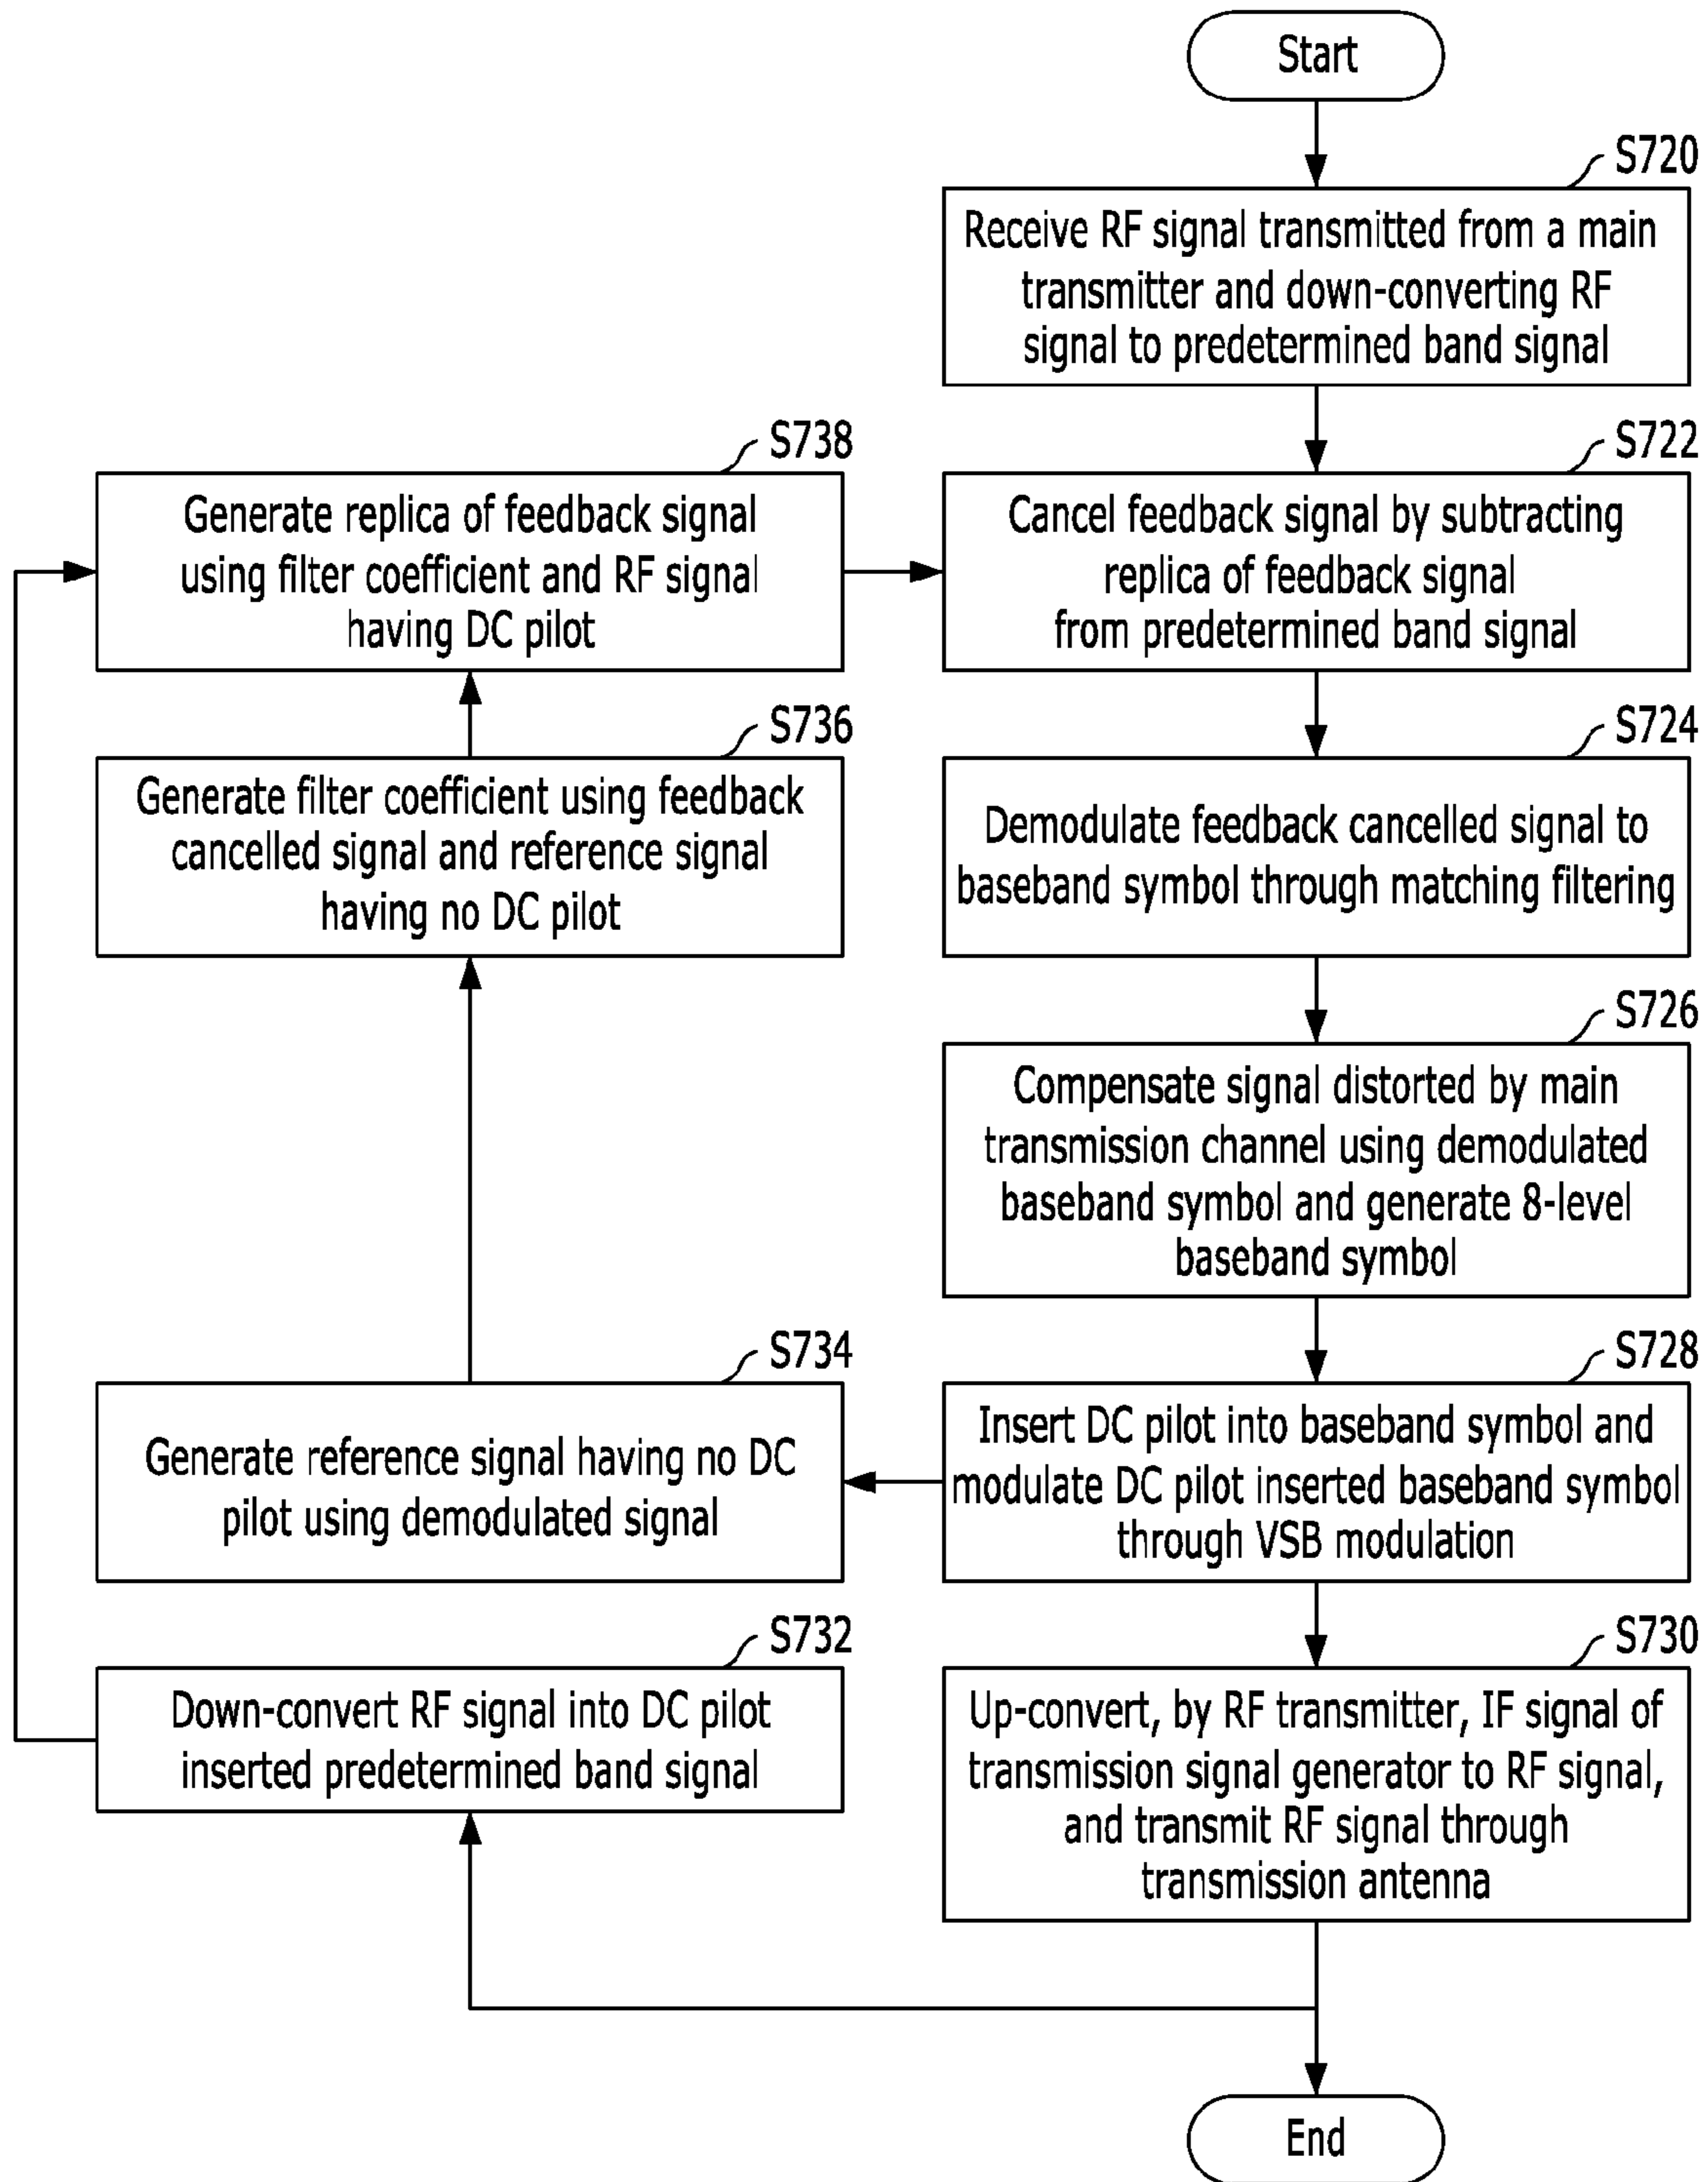 Start
S720
Receive RF signal transmitted from a main
transmitter and down-converting RF
signal to predetermined band signal
S738
Generate replica of feedback signal
using filter coefficient and RF signal
having DC pilot
S722
Cancel feedback signal by subtracting
replica of feedback signal
from predetermined band signal
S736
Generate filter coefficient using feedback
cancelled signal and reference signal
having no DC pilot
S724
Demodulate feedback cancelled signal to
baseband symbol through matching filtering
S726
Compensate signal distorted by main
transmission channel using demodulated
baseband symbol and generate 8-level
baseband symbol
S734
Generate reference signal having no DC
pilot using demodulated signal
S728
Insert DC pilot into baseband symbol and
modulate DC pilot inserted baseband symbol
through VSB modulation
S732
Down-convert RF signal into DC pilot
inserted predetermined band signal
S730
Up-convert, by RF transmitter, IF signal of
transmission signal generator to RF signal,
and transmit RF signal through
transmission antenna
End